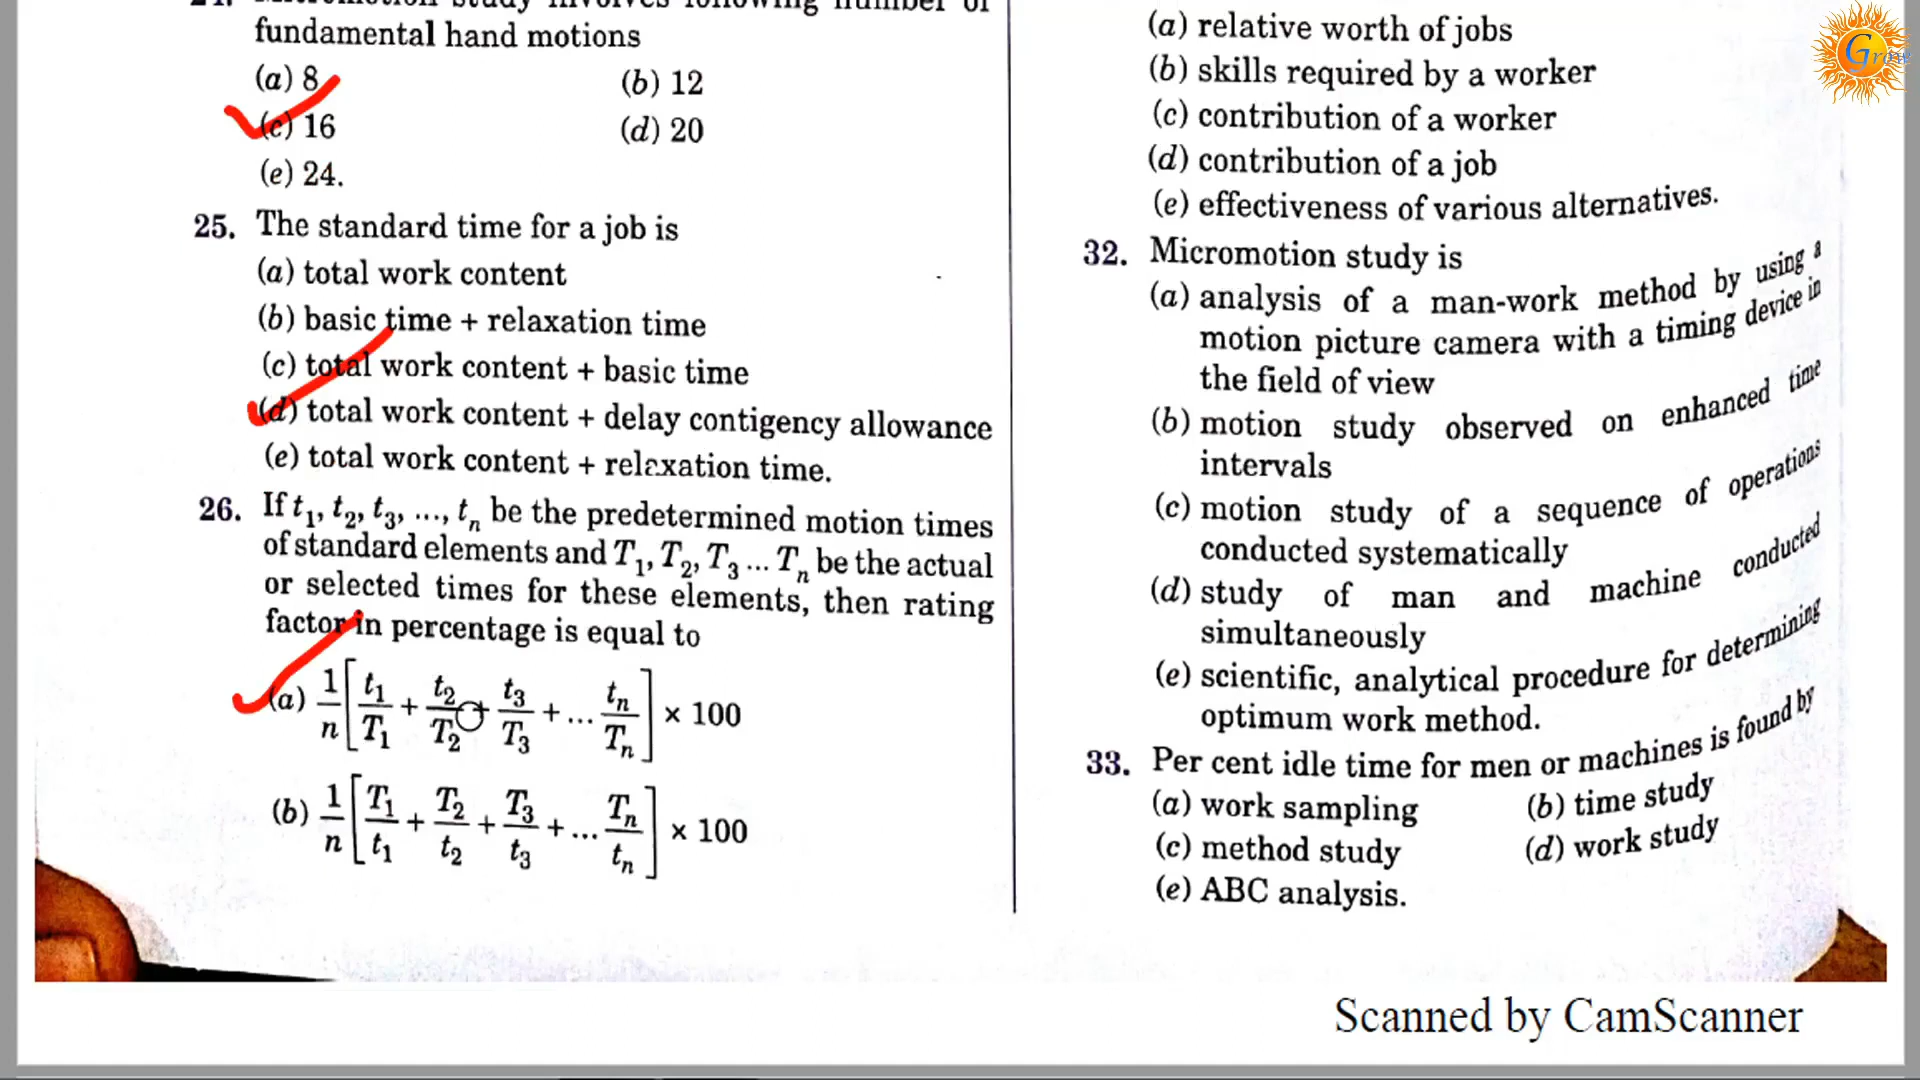 24. Micromotion study involves following number of
fundamental hand motions
(a) 8
(b) 12
(c) 16
(d) 20
(e) 24.
25. The standard time for a job is
(a) total work content
(b) basic time + relaxation time
(c) total work content + basic time
(d) total work content + delay contigency allowance
(e) total work content + relaxation time.
26. If t₁, t₂, t₃, ..., tₙ be the predetermined motion times
of standard elements and T₁, T₂, T₃ ... Tₙ be the actual
or selected times for these elements, then rating
factor in percentage is equal to
(a) 1/n [t₁/T₁ + t₂/T₂ + t₃/T₃ + ... tₙ/Tₙ] × 100
(b) 1/n [T₁/t₁ + T₂/t₂ + T₃/t₃ + ... Tₙ/tₙ] × 100
(a) relative worth of jobs
(b) skills required by a worker
(c) contribution of a worker
(d) contribution of a job
(e) effectiveness of various alternatives.
32. Micromotion study is
(a) analysis of a man-work method by using a
motion picture camera with a timing device in
the field of view
(b) motion study observed on enhanced time
intervals
(c) motion study of a sequence of operations
conducted systematically
(d) study of man and machine conducted
simultaneously
(e) scientific, analytical procedure for determining
optimum work method.
33. Per cent idle time for men or machines is found by
(a) work sampling
(b) time study
(c) method study
(d) work study
(e) ABC analysis.
Grow
Scanned by CamScanner